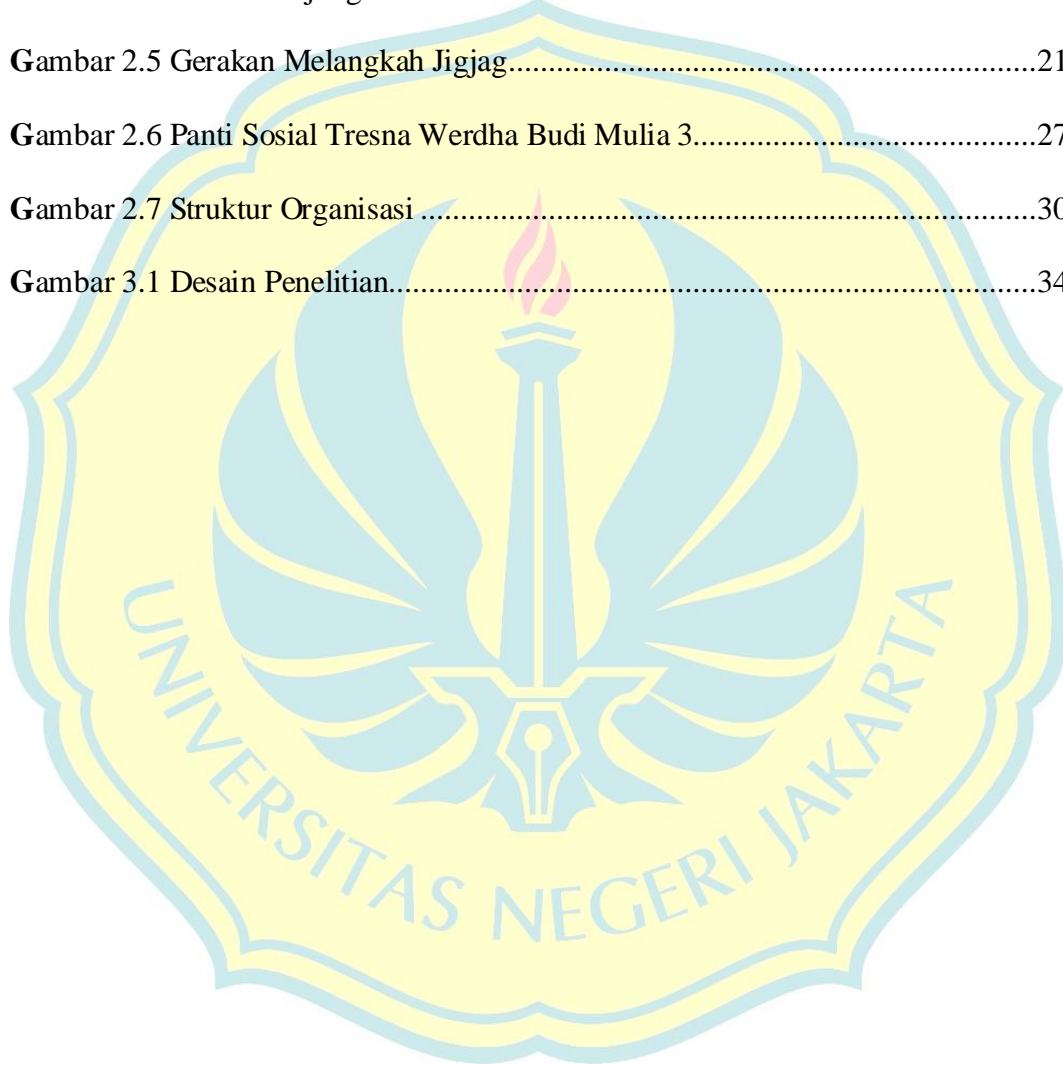 Gambar 2.5 Gerakan Melangkah Jigjag..................................................................21
Gambar 2.6 Panti Sosial Tresna Werdha Budi Mulia 3...........................................27
Gambar 2.7 Struktur Organisasi .............................................................................30
Gambar 3.1 Desain Penelitian.................................................................................34
UNIVERSITAS NEGERI JAKARTA